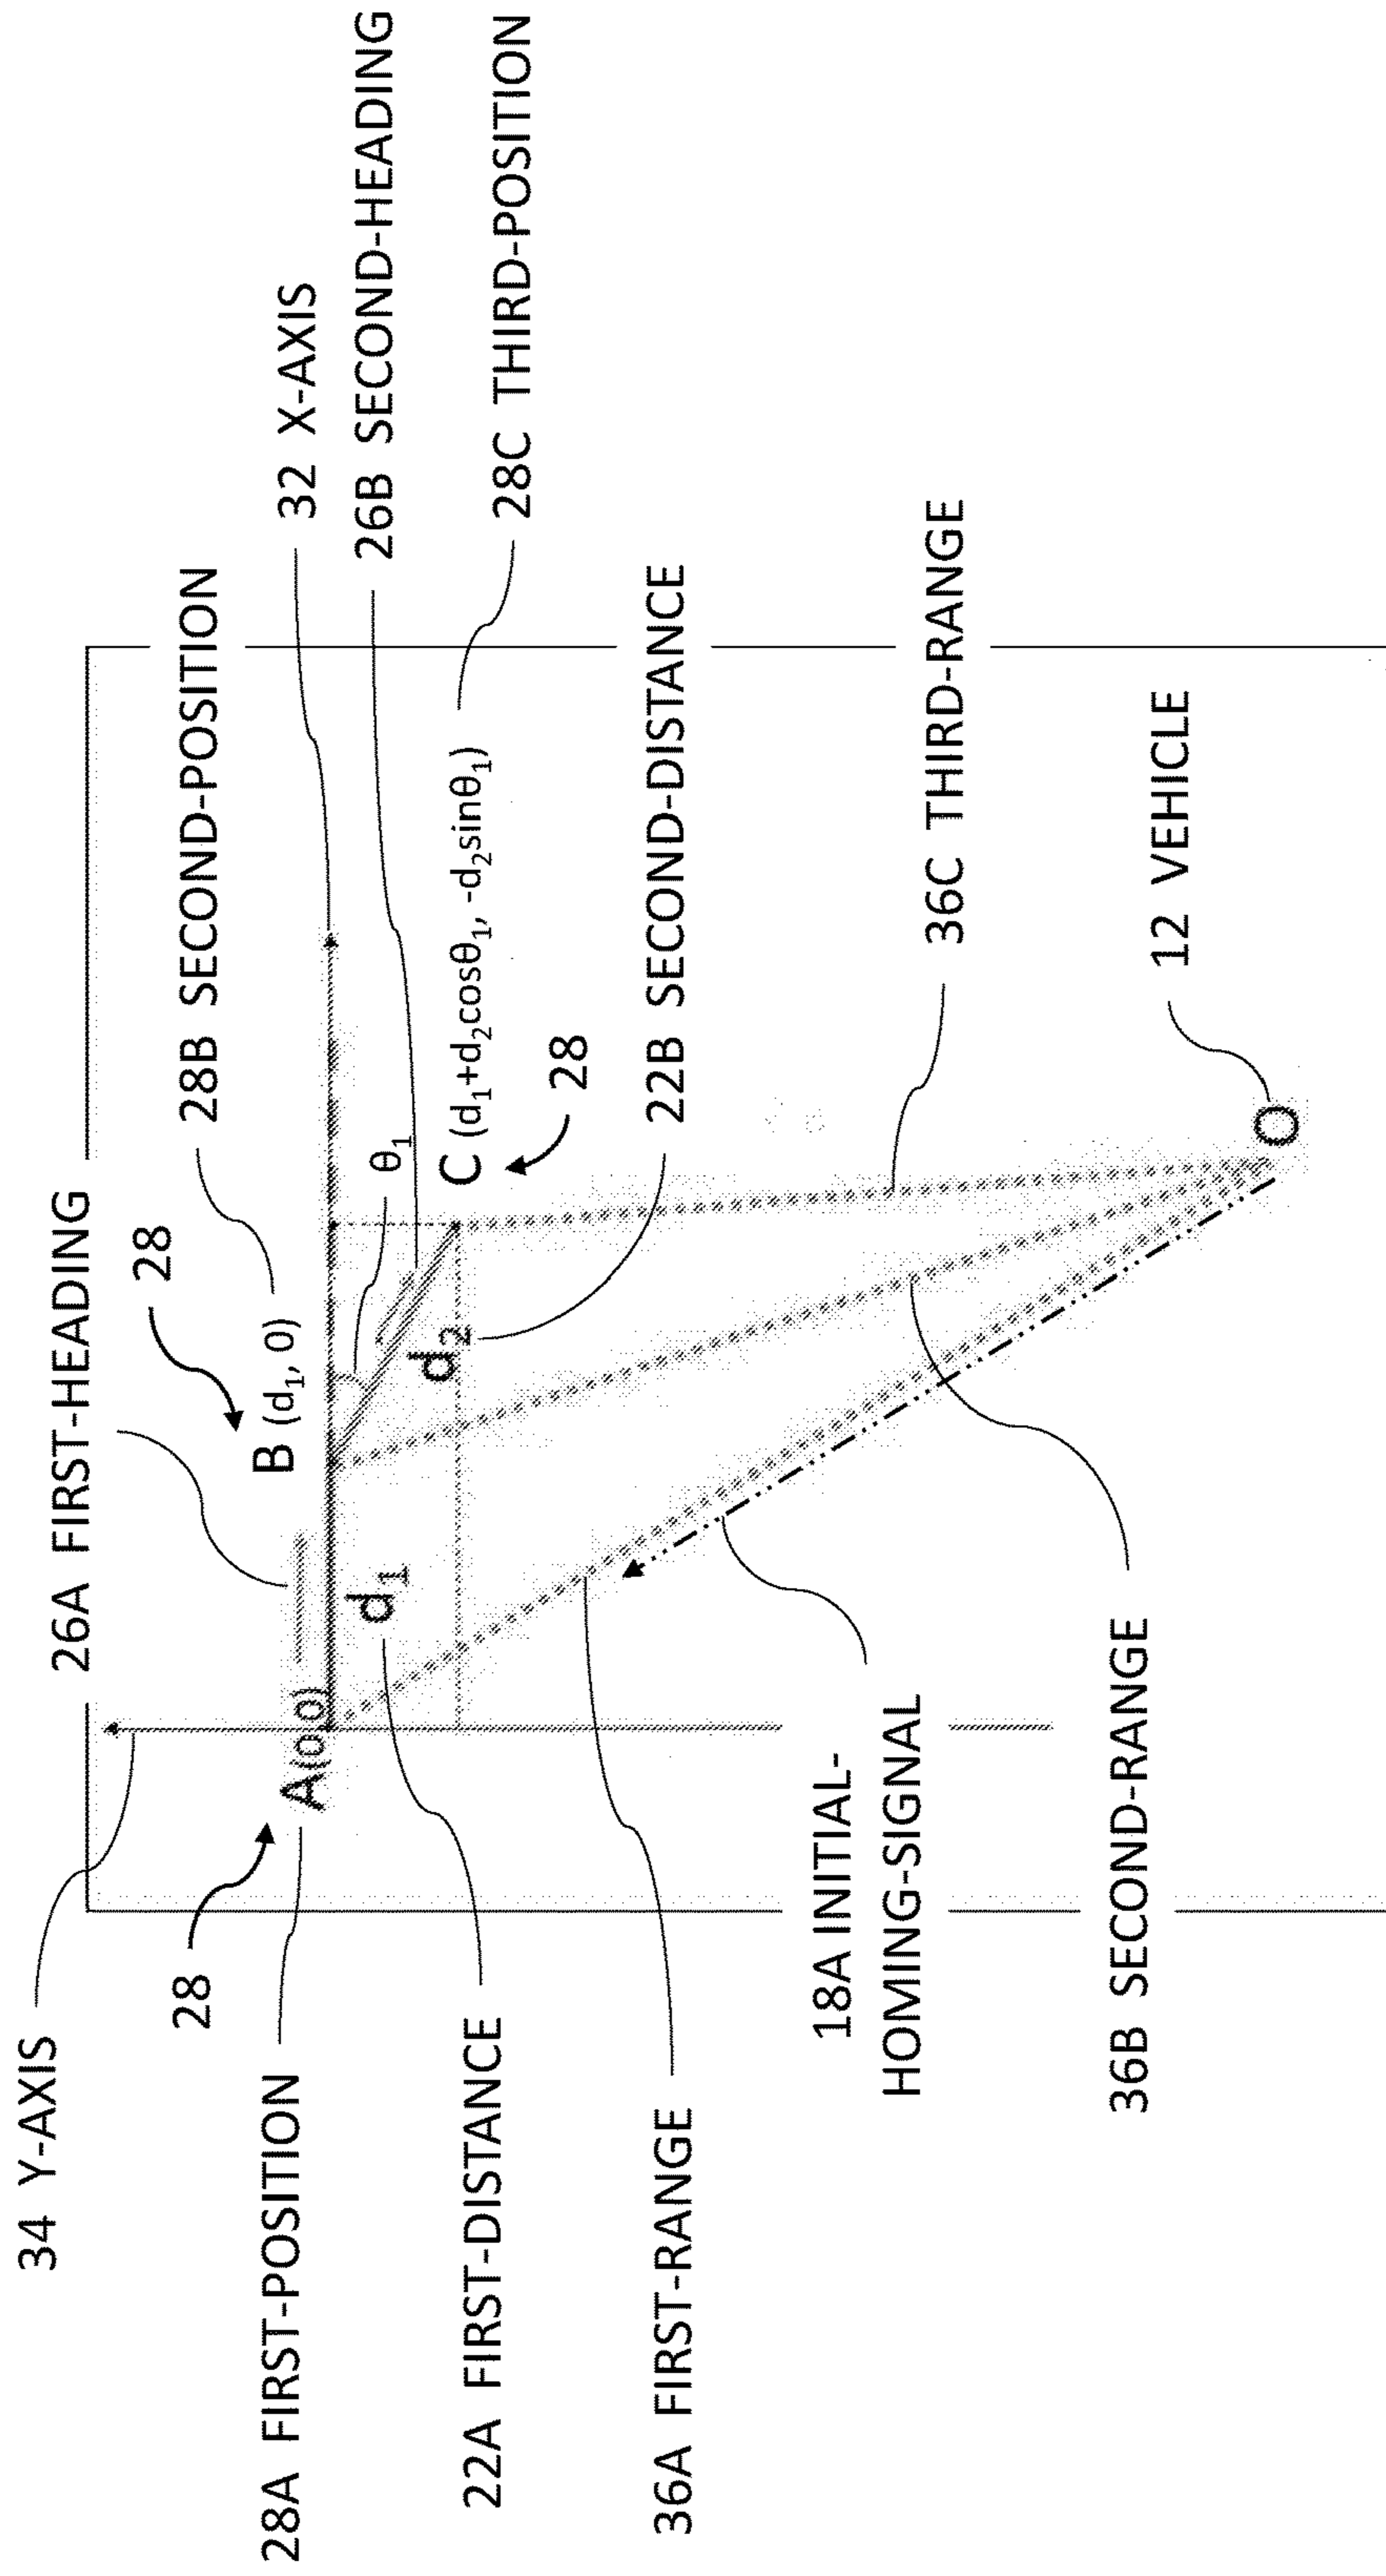 34 Y-AXIS
26A FIRST-HEADING
28
28
28B SECOND-POSITION
28A FIRST-POSITION
A(0,0)
B (d₁, 0)
32 X-AXIS
26B SECOND-HEADING
θ₁
d₁
d₂
C (d₁+d₂cosθ₁, -d₂sinθ₁)
28C THIRD-POSITION
22A FIRST-DISTANCE
28
22B SECOND-DISTANCE
36A FIRST-RANGE
18A INITIAL-
HOMING-SIGNAL
36C THIRD-RANGE
36B SECOND-RANGE
12 VEHICLE
O